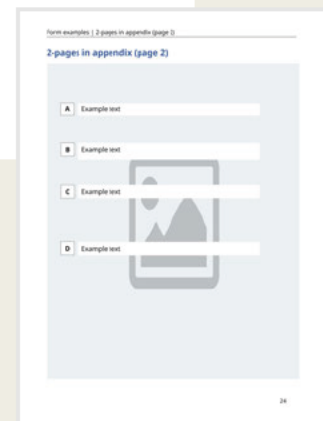 Form examples | 2-pages in appendix (page 2)
2-pages in appendix (page 2)
A Example text
B Example text
C Example text
D Example text
24